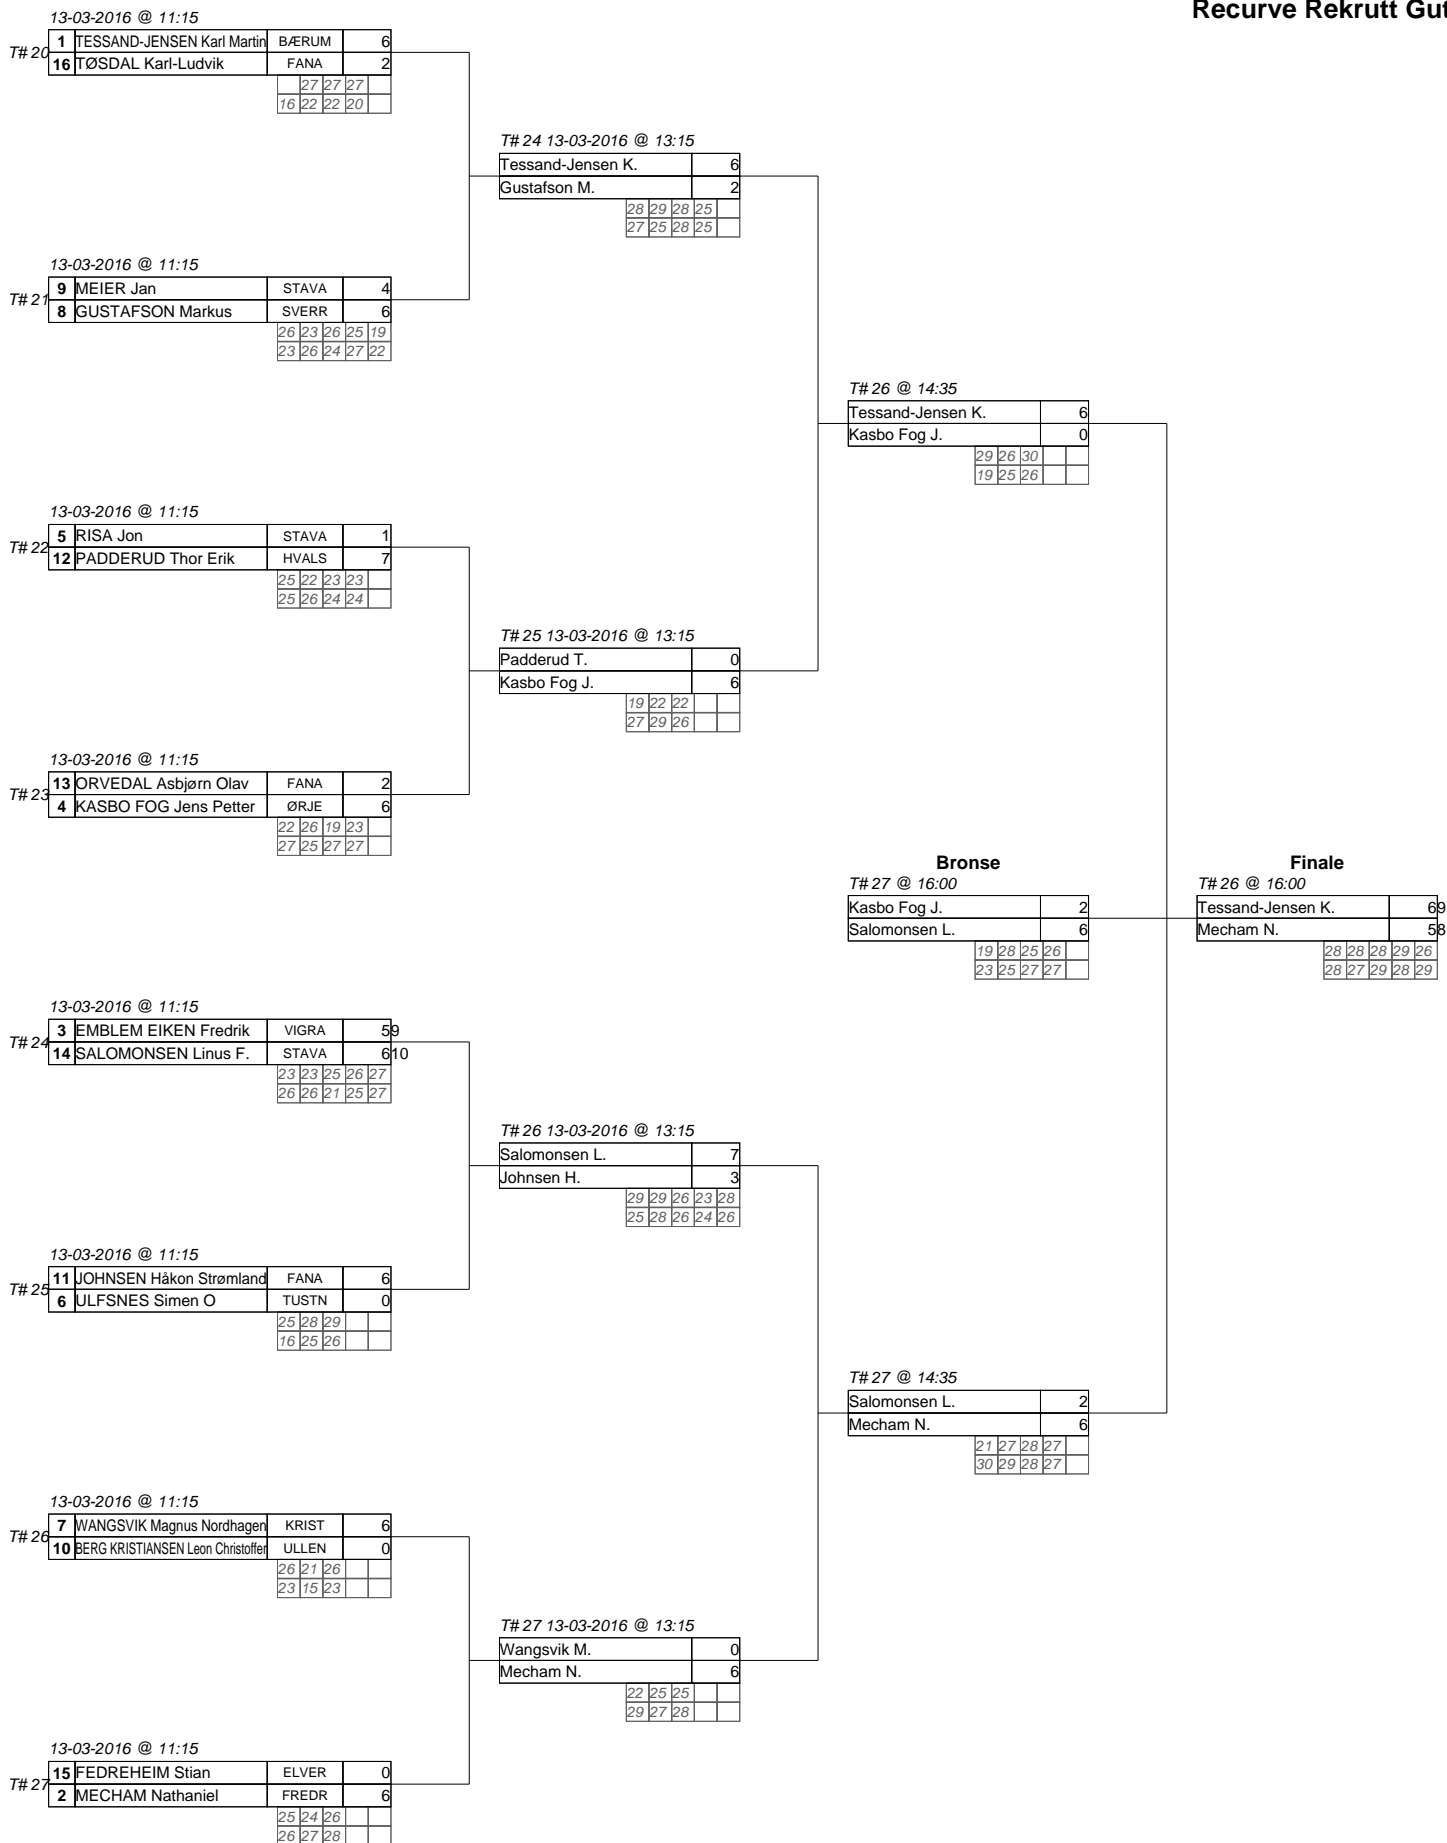 Recurve Rekrutt Gut
13-03-2016 @ 11:15
T# 20
1 TESSAND-JENSEN Karl Martin BÆRUM 6
16 TØSDAL Karl-Ludvik FANA 2
27 27 27
16 22 22 20
T# 24 13-03-2016 @ 13:15
Tessand-Jensen K. 6
Gustafson M. 2
28 29 28 25
27 25 28 25
13-03-2016 @ 11:15
T# 21
9 MEIER Jan STAVA 4
8 GUSTAFSON Markus SVERR 6
26 23 26 25 19
23 26 24 27 22
T# 26 @ 14:35
Tessand-Jensen K. 6
Kasbo Fog J. 0
29 26 30
19 25 26
13-03-2016 @ 11:15
T# 22
5 RISA Jon STAVA 1
12 PADDERUD Thor Erik HVALS 7
25 22 23 23
25 26 24 24
T# 25 13-03-2016 @ 13:15
Padderud T. 0
Kasbo Fog J. 6
19 22 22
27 29 26
13-03-2016 @ 11:15
T# 23
13 ORVEDAL Asbjørn Olav FANA 2
4 KASBO FOG Jens Petter ØRJE 6
22 26 19 23
27 25 27 27
Bronse
T# 27 @ 16:00
Kasbo Fog J. 2
Salomonsen L. 6
19 28 25 26
23 25 27 27
Finale
T# 26 @ 16:00
Tessand-Jensen K. 6 9
Mecham N. 5 8
28 28 28 29 26
28 27 29 28 29
13-03-2016 @ 11:15
T# 24
3 EMBLEM EIKEN Fredrik VIGRA 5 9
14 SALOMONSEN Linus F. STAVA 6 10
23 23 25 26 27
26 26 21 25 27
T# 26 13-03-2016 @ 13:15
Salomonsen L. 7
Johnsen H. 3
29 29 26 23 28
25 28 26 24 26
13-03-2016 @ 11:15
T# 25
11 JOHNSEN Håkon Strømland FANA 6
6 ULFSNES Simen O TUSTN 0
25 28 29
16 25 26
T# 27 @ 14:35
Salomonsen L. 2
Mecham N. 6
21 27 28 27
30 29 28 27
13-03-2016 @ 11:15
T# 26
7 WANGSVIK Magnus Nordhagen KRIST 6
10 BERG KRISTIANSEN Leon Christoffer ULLEN 0
26 21 26
23 15 23
T# 27 13-03-2016 @ 13:15
Wangsvik M. 0
Mecham N. 6
22 25 25
29 27 28
13-03-2016 @ 11:15
T# 27
15 FEDREHEIM Stian ELVER 0
2 MECHAM Nathaniel FREDR 6
25 24 26
26 27 28